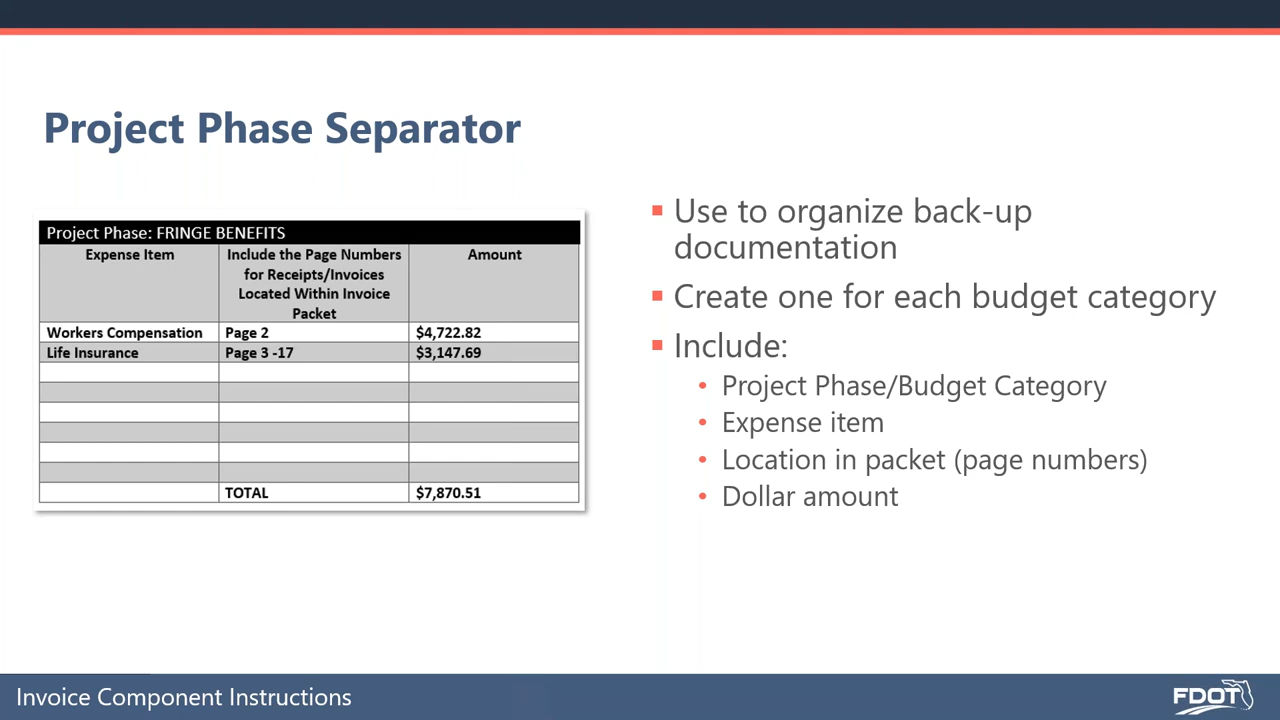 Project Phase Separator
Project Phase: FRINGE BENEFITS
Expense Item
Include the Page Numbers
for Receipts/Invoices
Located Within Invoice
Packet
Amount
Workers Compensation Page 2 $4,722.82
Life Insurance Page 3 -17 $3,147.69
TOTAL $7,870.51
Use to organize back-up
documentation
Create one for each budget category
Include:
Project Phase/Budget Category
Expense item
Location in packet (page numbers)
Dollar amount
Invoice Component Instructions
FDOT